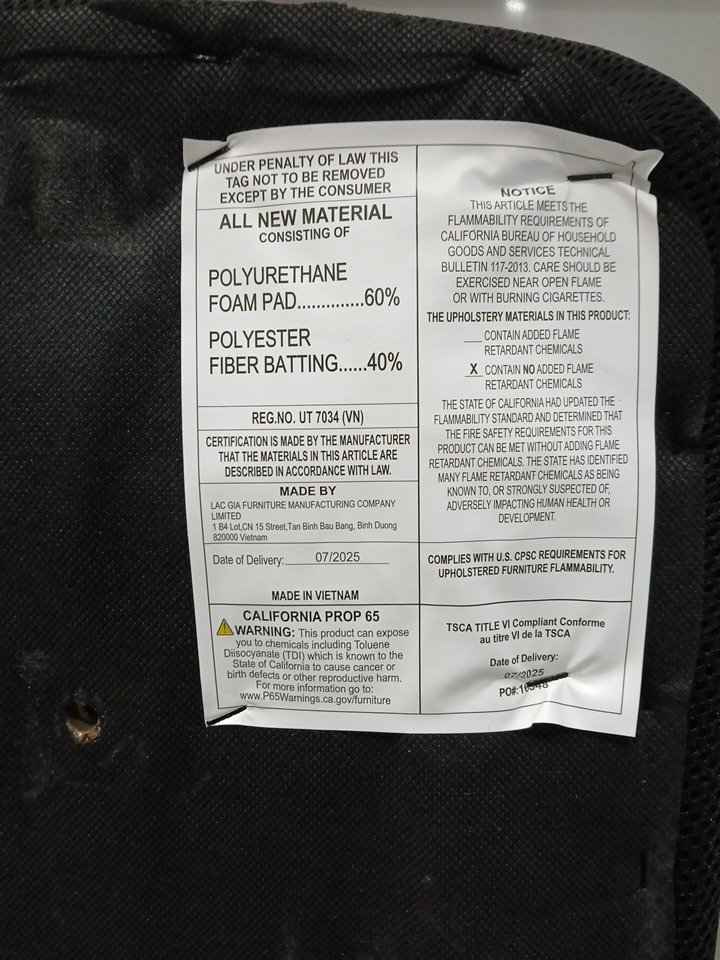 UNDER PENALTY OF LAW THIS
TAG NOT TO BE REMOVED
EXCEPT BY THE CONSUMER
ALL NEW MATERIAL
CONSISTING OF
POLYURETHANE
FOAM PAD..............60%
POLYESTER
FIBER BATTING......40%
REG.NO. UT 7034 (VN)
CERTIFICATION IS MADE BY THE MANUFACTURER
THAT THE MATERIALS IN THIS ARTICLE ARE
DESCRIBED IN ACCORDANCE WITH LAW.
MADE BY
LAC GIA FURNITURE MANUFACTURING COMPANY
LIMITED
1 B4 Lot,CN 15 Street,Tan Binh Bau Bang, Binh Duong
820000 Vietnam
Date of Delivery: 07/2025
MADE IN VIETNAM
CALIFORNIA PROP 65
WARNING: This product can expose
you to chemicals including Toluene
Diisocyanate (TDI) which is known to the
State of California to cause cancer or
birth defects or other reproductive harm.
For more information go to:
www.P65Warnings.ca.gov/furniture
NOTICE
THIS ARTICLE MEETS THE
FLAMMABILITY REQUIREMENTS OF
CALIFORNIA BUREAU OF HOUSEHOLD
GOODS AND SERVICES TECHNICAL
BULLETIN 117-2013. CARE SHOULD BE
EXERCISED NEAR OPEN FLAME
OR WITH BURNING CIGARETTES.
THE UPHOLSTERY MATERIALS IN THIS PRODUCT:
___ CONTAIN ADDED FLAME
RETARDANT CHEMICALS
X CONTAIN NO ADDED FLAME
RETARDANT CHEMICALS
THE STATE OF CALIFORNIA HAD UPDATED THE
FLAMMABILITY STANDARD AND DETERMINED THAT
THE FIRE SAFETY REQUIREMENTS FOR THIS
PRODUCT CAN BE MET WITHOUT ADDING FLAME
RETARDANT CHEMICALS. THE STATE HAS IDENTIFIED
MANY FLAME RETARDANT CHEMICALS AS BEING
KNOWN TO, OR STRONGLY SUSPECTED OF,
ADVERSELY IMPACTING HUMAN HEALTH OR
DEVELOPMENT.
COMPLIES WITH U.S. CPSC REQUIREMENTS FOR
UPHOLSTERED FURNITURE FLAMMABILITY.
TSCA TITLE VI Compliant Conforme
au titre VI de la TSCA
Date of Delivery:
07/2025
PO#: